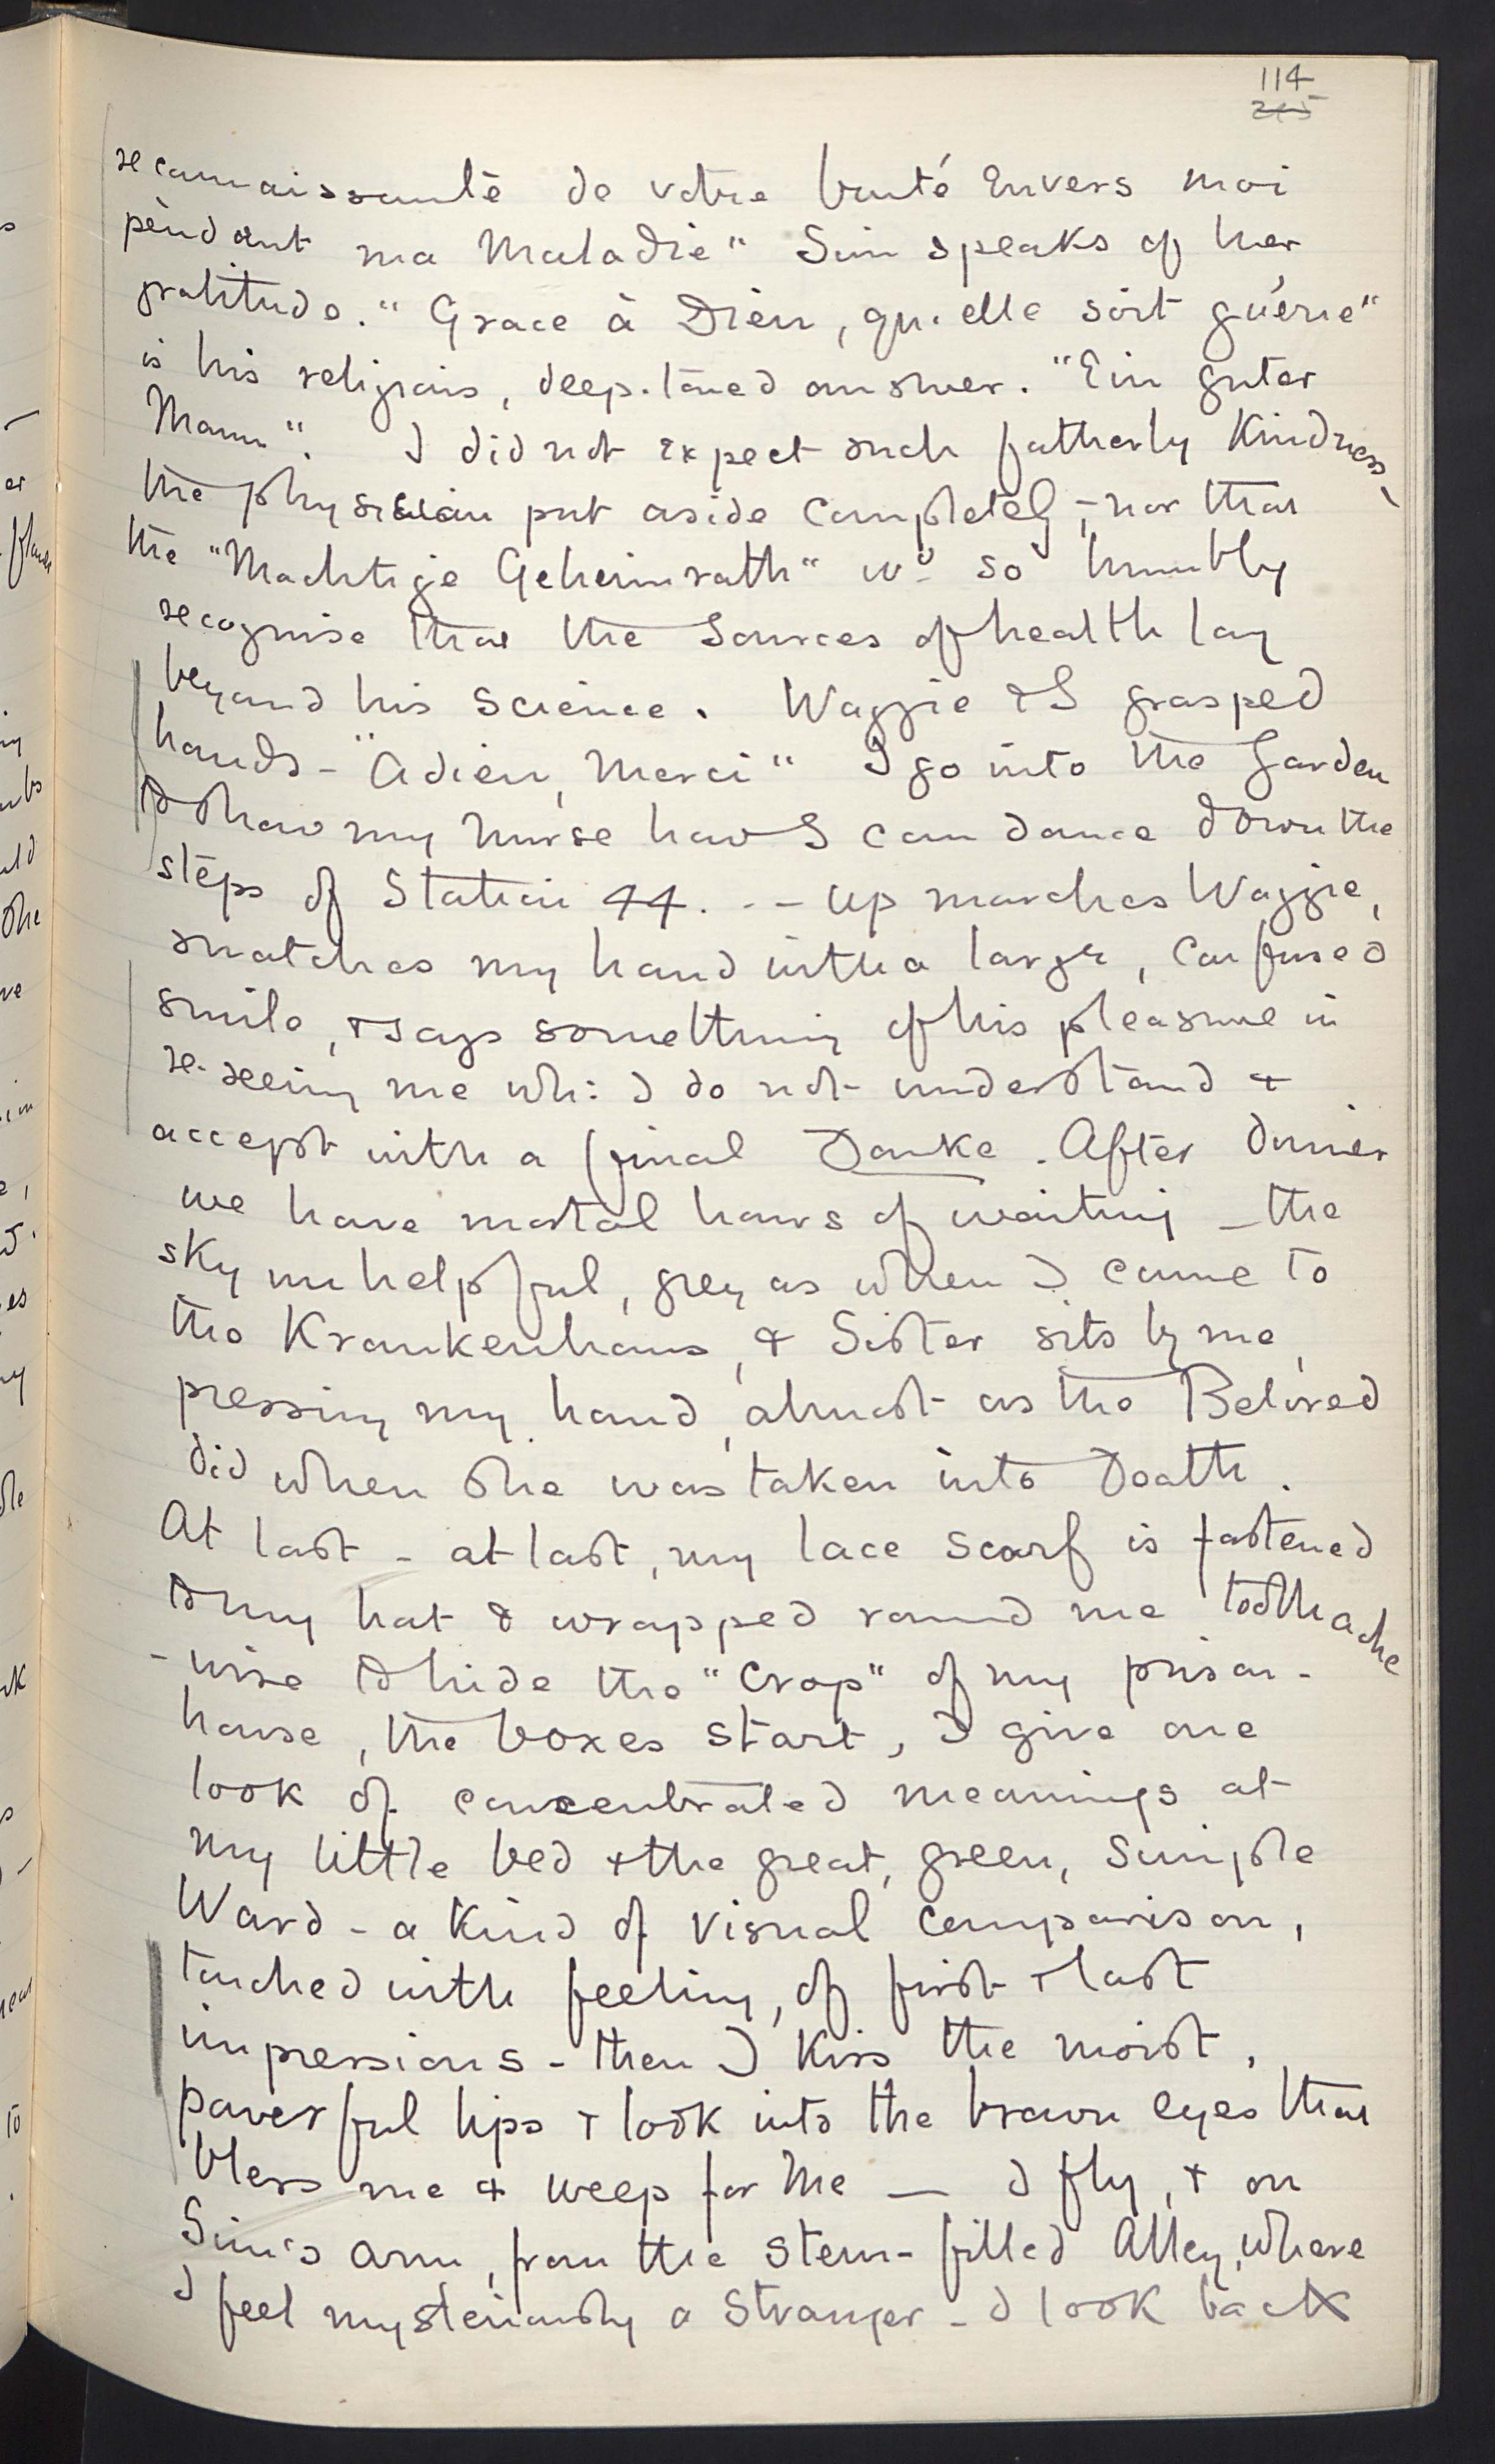 114
215
reconnaissante de votre bonté envers moi
pendant ma Maladie" Sim speaks of her
gratitude. "Grace à Dieu, qu'elle soit guérie"
is his religious, deep-toned answer. "Ein guter
Mann". I did not expect such fatherly kindness –
the physician put aside completely, – nor that
the "Machtige Geheimrath" wd so humbly
recognise that the Sources of health lay
beyond his science. Waggie & I grasped
hands – "Adieu, Merci" I go into the Garden
to show my Nurse how I can dance down the
steps of Station 44. – – Up marches Waggie,
snatches my hand with a large, confused
smile, & says something of his pleasure in
re-seeing me wh: I do not understand &
accept with a final Danke. After dinner
we have mortal hours of waiting – the
sky unhelpful, grey as when I came to
the Krankenhaus, & Sister sits by me,
pressing my hand, almost as the Beloved
did when she was taken into Death.
At last – at last, my lace scarf is fastened
to my hat & wrapped round me toothache
-wise to hide the "Crop" of my prison-
house, the boxes start, I give one
look of concentrated meanings at
my little bed & the great, green, simple
Ward – a kind of visual comparison,
touched with feeling, of first & last
impressions – then I kiss the moist,
powerful lips & look into the brown eyes that
bless me & weep for me — I fly, & on
Sim's arm, from the stern-filled Alley, where
I feel mysteriously a Stranger – I look back